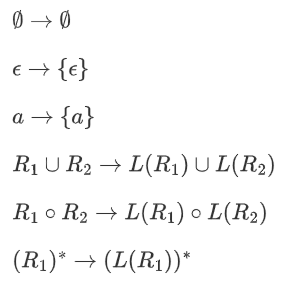 ∅ → ∅
ϵ → {ϵ}
a → {a}
R₁ ∪ R₂ → L(R₁) ∪ L(R₂)
R₁ ∘ R₂ → L(R₁) ∘ L(R₂)
(R₁)* → (L(R₁))*